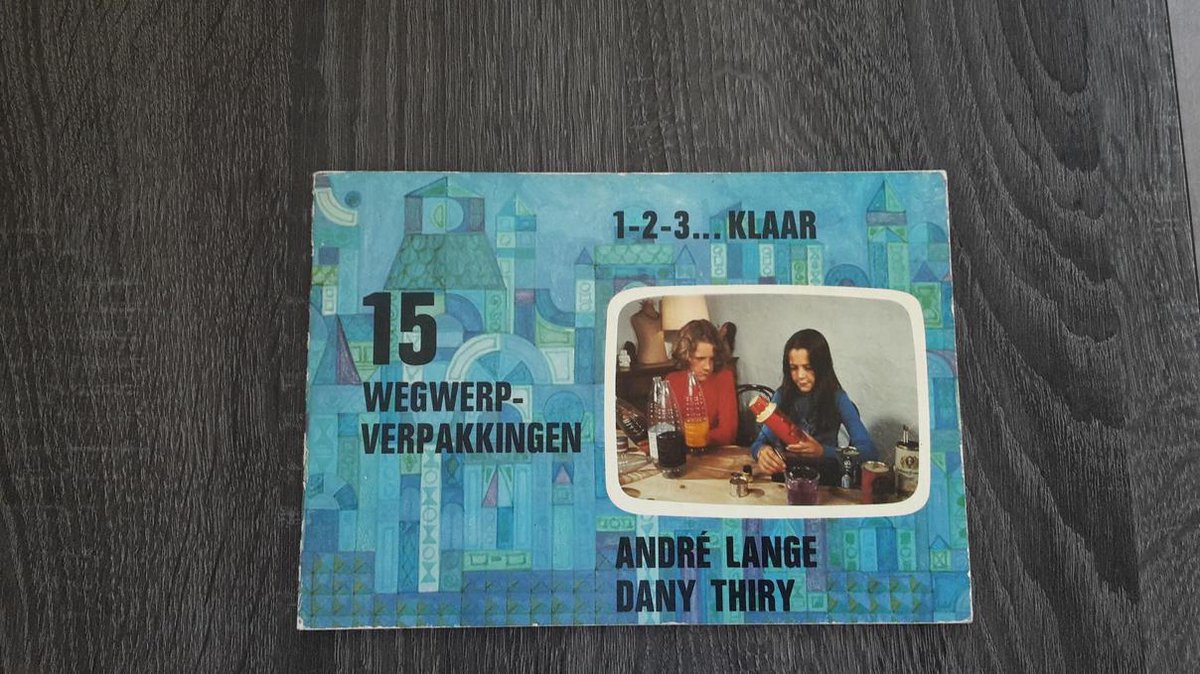 1-2-3... KLAAR
15
WEGWERP-
VERPAKKINGEN
ANDRÉ LANGE
DANY THIRY